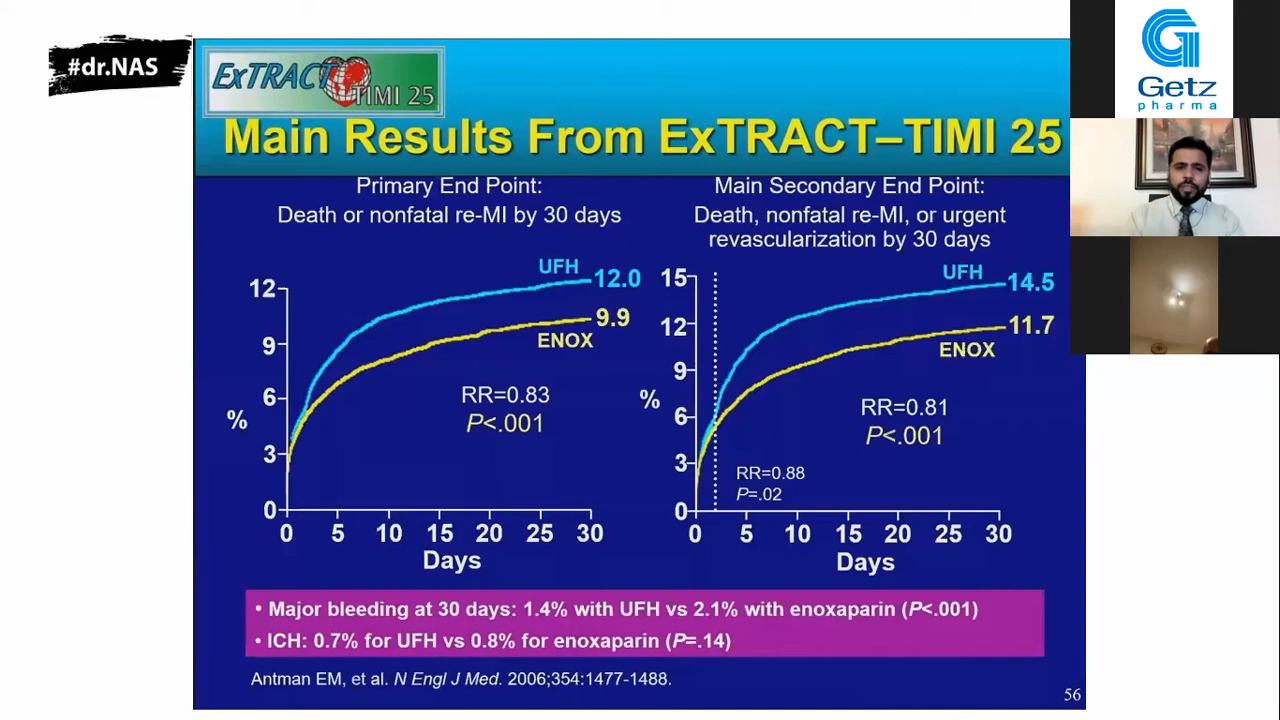 #dr.NAS
ExTRACT
TIMI 25
Main Results From ExTRACT–TIMI 25
Primary End Point:
Death or nonfatal re-MI by 30 days
UFH
12.0
9.9
ENOX
12
9
6
3
0
%
RR=0.83
P<.001
0 5 10 15 20 25 30
Days
Main Secondary End Point:
Death, nonfatal re-MI, or urgent
revascularization by 30 days
UFH
14.5
11.7
ENOX
15
12
9
6
3
0
%
RR=0.81
P<.001
RR=0.88
P=.02
0 5 10 15 20 25 30
Days
• Major bleeding at 30 days: 1.4% with UFH vs 2.1% with enoxaparin (P<.001)
• ICH: 0.7% for UFH vs 0.8% for enoxaparin (P=.14)
Antman EM, et al. N Engl J Med. 2006;354:1477-1488.
56
Getz
pharma